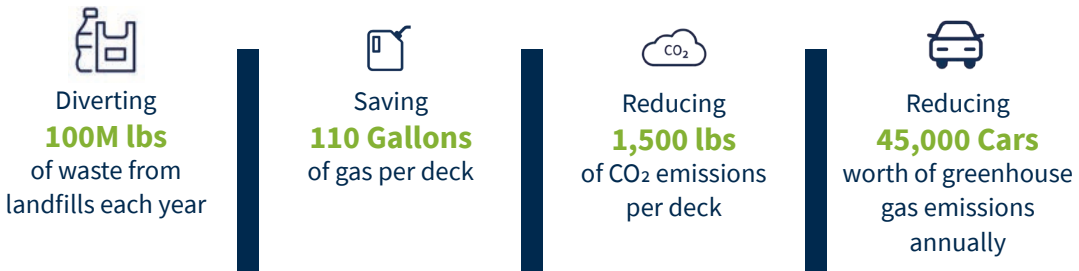 Diverting
100M lbs
of waste from
landfills each year
Saving
110 Gallons
of gas per deck
CO₂
Reducing
1,500 lbs
of CO₂ emissions
per deck
Reducing
45,000 Cars
worth of greenhouse
gas emissions
annually